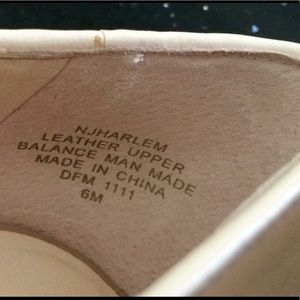 NJHARLEM
LEATHER UPPER
BALANCE MAN MADE
MADE IN CHINA
DFM 1111
6M